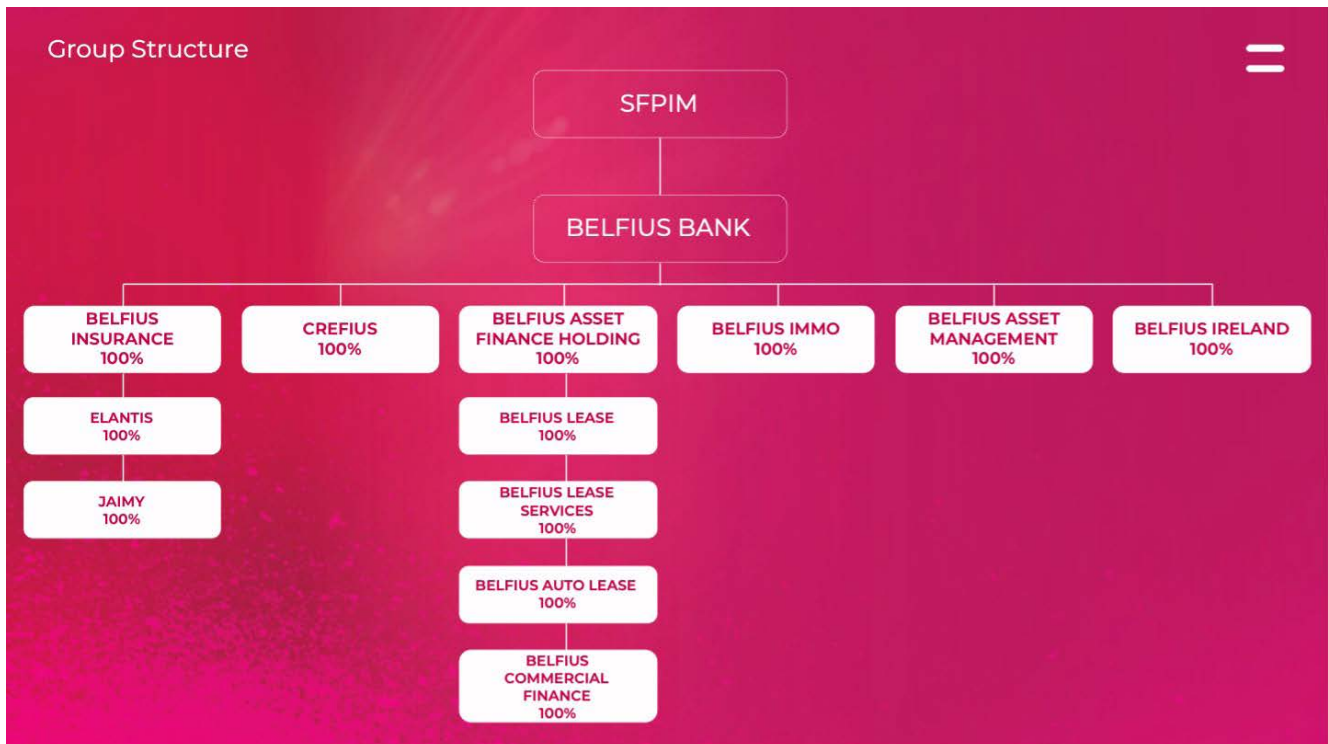 Group Structure
SFPIM
BELFIUS BANK
BELFIUS
INSURANCE
100%
CREFIUS
100%
BELFIUS ASSET
FINANCE HOLDING
100%
BELFIUS IMMO
100%
BELFIUS ASSET
MANAGEMENT
100%
BELFIUS IRELAND
100%
ELANTIS
100%
JAIMY
100%
BELFIUS LEASE
100%
BELFIUS LEASE
SERVICES
100%
BELFIUS AUTO LEASE
100%
BELFIUS
COMMERCIAL
FINANCE
100%